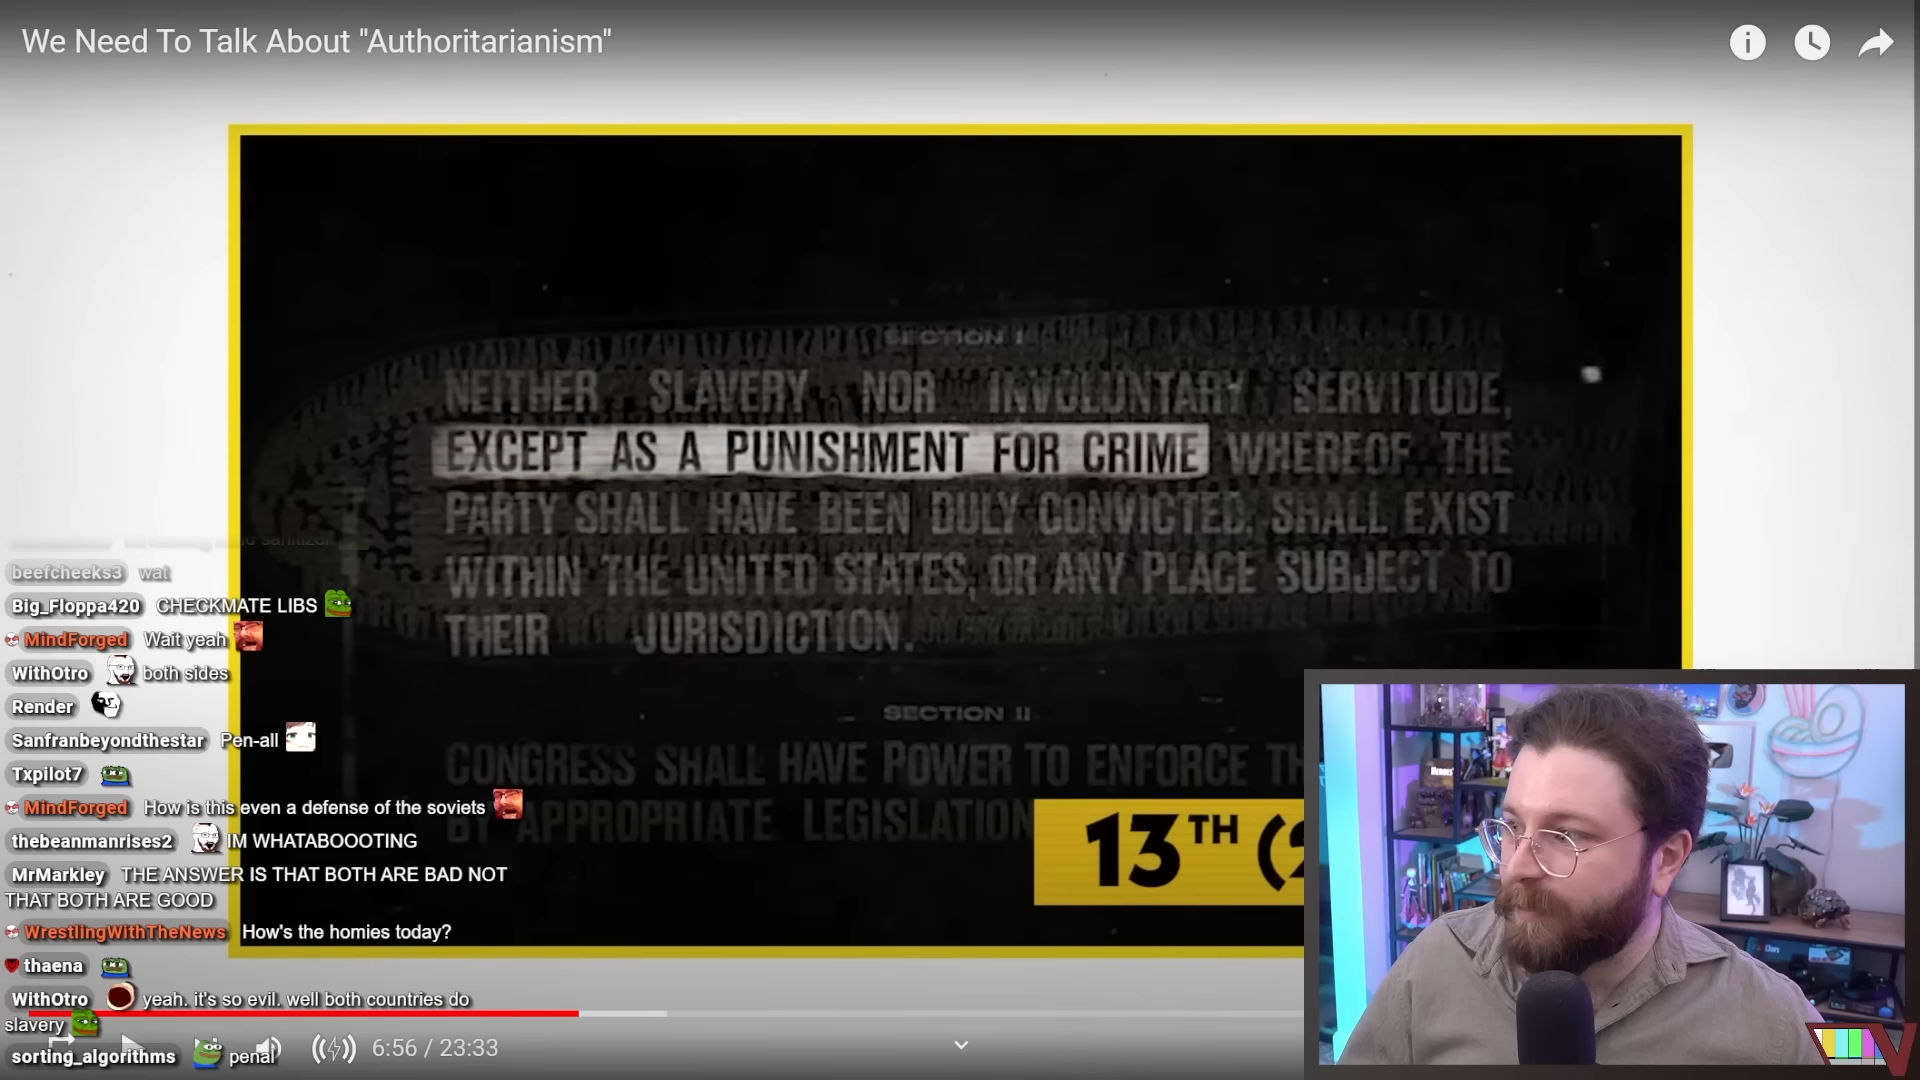 We Need To Talk About "Authoritarianism"
SECTION I
NEITHER SLAVERY NOR INVOLUNTARY SERVITUDE,
EXCEPT AS A PUNISHMENT FOR CRIME WHEREOF THE
PARTY SHALL HAVE BEEN DULY CONVICTED, SHALL EXIST
WITHIN THE UNITED STATES, OR ANY PLACE SUBJECT TO
THEIR JURISDICTION.
SECTION II
CONGRESS SHALL HAVE POWER TO ENFORCE TH
BY APPROPRIATE LEGISLATION
13TH (2
beefcheeks3 wat
Big_Floppa420 CHECKMATE LIBS
MindForged Wait yeah
WithOtro both sides
Render
Sanfranbeyondthestar Pen-all
Txpilot7
MindForged How is this even a defense of the soviets
thebeanmanrises2 IM WHATABOOOTING
MrMarkley THE ANSWER IS THAT BOTH ARE BAD NOT
THAT BOTH ARE GOOD
WrestlingWithTheNews How's the homies today?
thaena
WithOtro yeah. it's so evil. well both countries do
slavery
sorting_algorithms penal
6:56 / 23:33